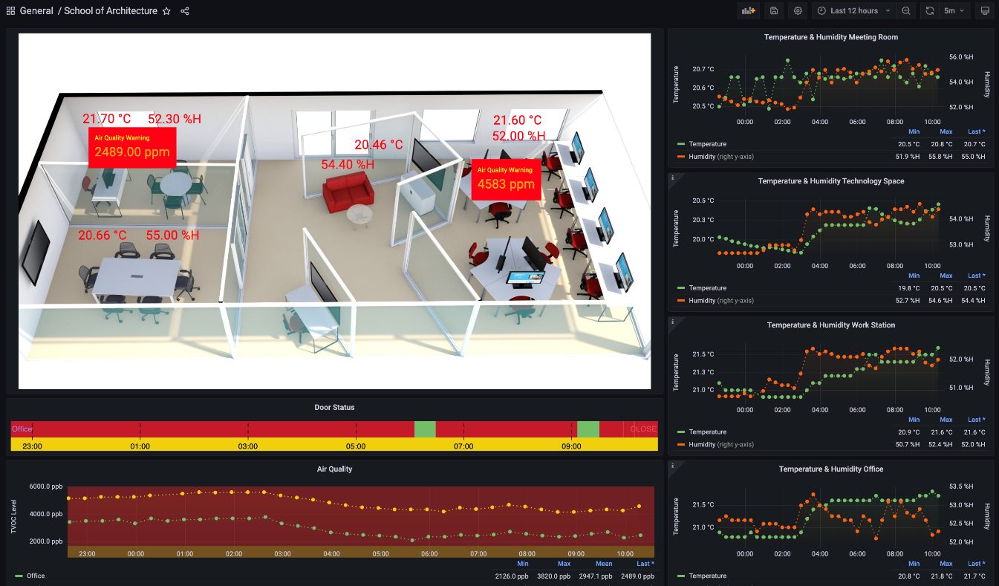 General / School of Architecture
Last 12 hours
5m
21.70 °C 52.30 %H
Air Quality Warning
2489.00 ppm
20.46 °C
54.40 %H
21.60 °C
52.00 %H
Air Quality Warning
4583 ppm
20.66 °C 55.00 %H
Door Status
Office
CLOSE
23:00 01:00 03:00 05:00 07:00 09:00
Air Quality
TVOC Level
6000.0 ppb
4000.0 ppb
2000.0 ppb
23:00 00:00 01:00 02:00 03:00 04:00 05:00 06:00 07:00 08:00 09:00 10:00
Min Max Mean Last *
Office 2126.0 ppb 3820.0 ppb 2947.1 ppb 2489.0 ppb
Temperature & Humidity Meeting Room
Temperature
Humidity
20.7 °C
20.6 °C
20.5 °C
56.0 %H
54.0 %H
52.0 %H
00:00 02:00 04:00 06:00 08:00 10:00
Min Max Last *
Temperature 20.5 °C 20.8 °C 20.7 °C
Humidity (right y-axis) 51.9 %H 55.8 %H 55.0 %H
i
Temperature & Humidity Technology Space
Temperature
Humidity
20.5 °C
20.3 °C
20.0 °C
54.0 %H
53.0 %H
00:00 02:00 04:00 06:00 08:00 10:00
Min Max Last *
Temperature 19.8 °C 20.5 °C 20.5 °C
Humidity (right y-axis) 52.7 %H 54.6 %H 54.4 %H
i
Temperature & Humidity Work Station
Temperature
Humidity
21.5 °C
21.3 °C
21.0 °C
52.0 %H
51.0 %H
00:00 02:00 04:00 06:00 08:00 10:00
Min Max Last *
Temperature 20.9 °C 21.6 °C 21.6 °C
Humidity (right y-axis) 50.7 %H 52.4 %H 52.0 %H
i
Temperature & Humidity Office
Temperature
Humidity
21.5 °C
21.0 °C
53.5 %H
53.0 %H
52.5 %H
52.0 %H
00:00 02:00 04:00 06:00 08:00 10:00
Min Max Last *
Temperature 20.8 °C 21.8 °C 21.7 °C